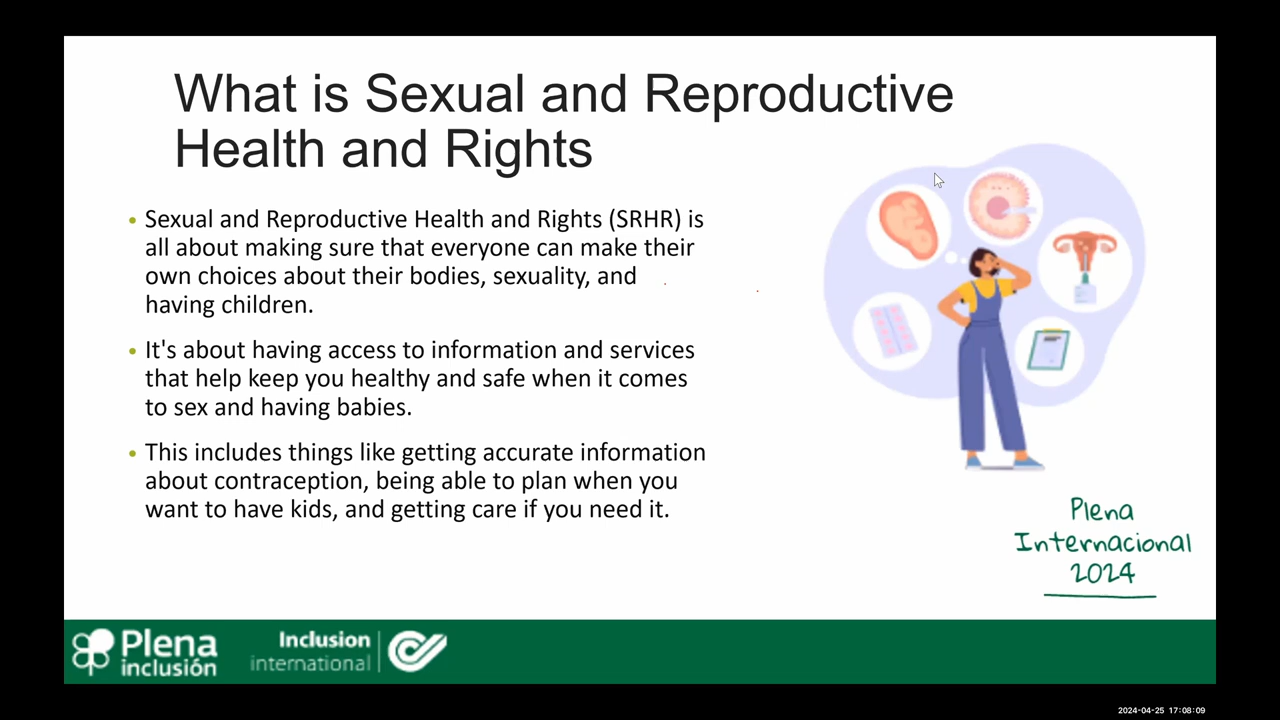 What is Sexual and Reproductive
Health and Rights
• Sexual and Reproductive Health and Rights (SRHR) is
all about making sure that everyone can make their
own choices about their bodies, sexuality, and
having children.
• It's about having access to information and services
that help keep you healthy and safe when it comes
to sex and having babies.
• This includes things like getting accurate information
about contraception, being able to plan when you
want to have kids, and getting care if you need it.
Plena
Internacional
2024
Plena
inclusión
Inclusion
international
2024-04-25 17:08:09